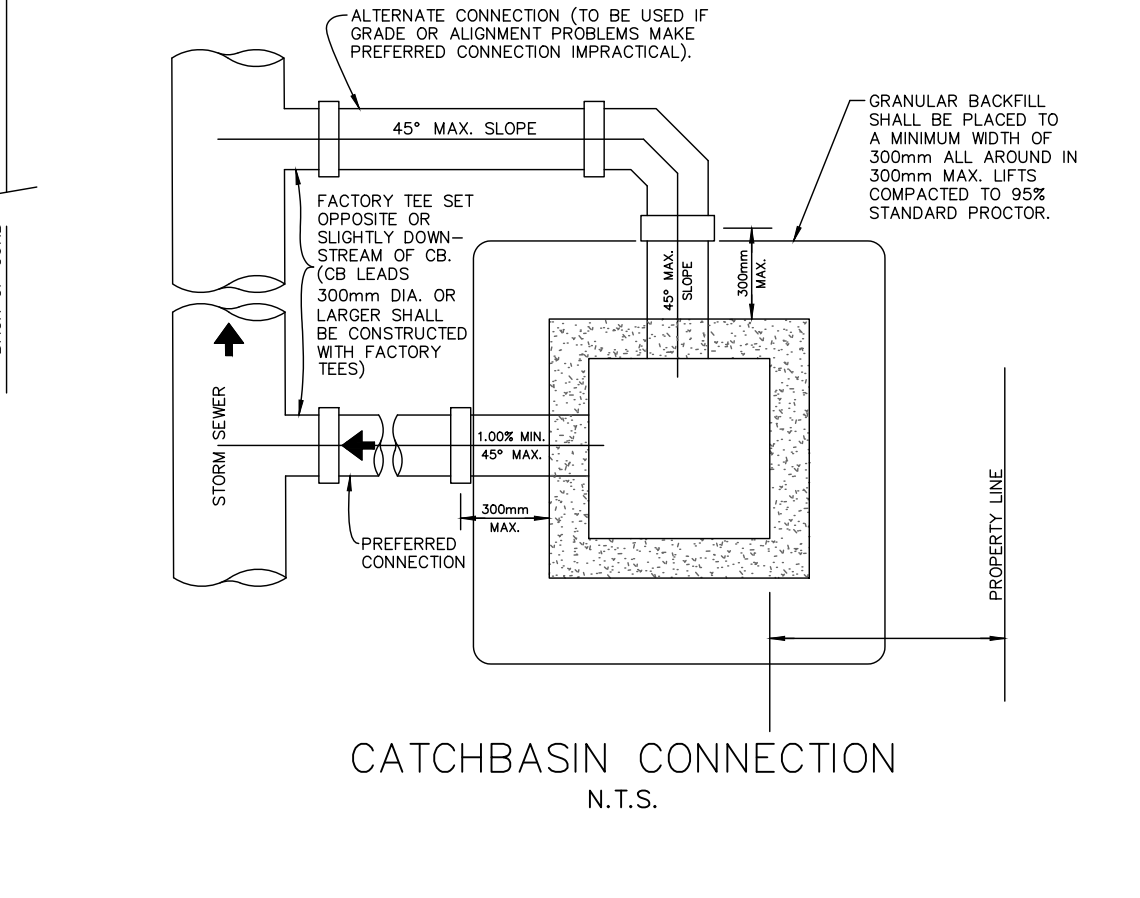 ALTERNATE CONNECTION (TO BE USED IF
GRADE OR ALIGNMENT PROBLEMS MAKE
PREFERRED CONNECTION IMPRACTICAL).
GRANULAR BACKFILL
SHALL BE PLACED TO
A MINIMUM WIDTH OF
300mm ALL AROUND IN
300mm MAX. LIFTS
COMPACTED TO 95%
STANDARD PROCTOR.
45° MAX. SLOPE
FACTORY TEE SET
OPPOSITE OR
SLIGHTLY DOWN–
STREAM OF CB.
(CB LEADS
300mm DIA. OR
LARGER SHALL
BE CONSTRUCTED
WITH FACTORY
TEES)
45° MAX.
SLOPE
300mm
MAX.
STORM SEWER
1.00% MIN.
45° MAX.
300mm
MAX.
PREFERRED
CONNECTION
PROPERTY LINE
CATCHBASIN CONNECTION
N.T.S.